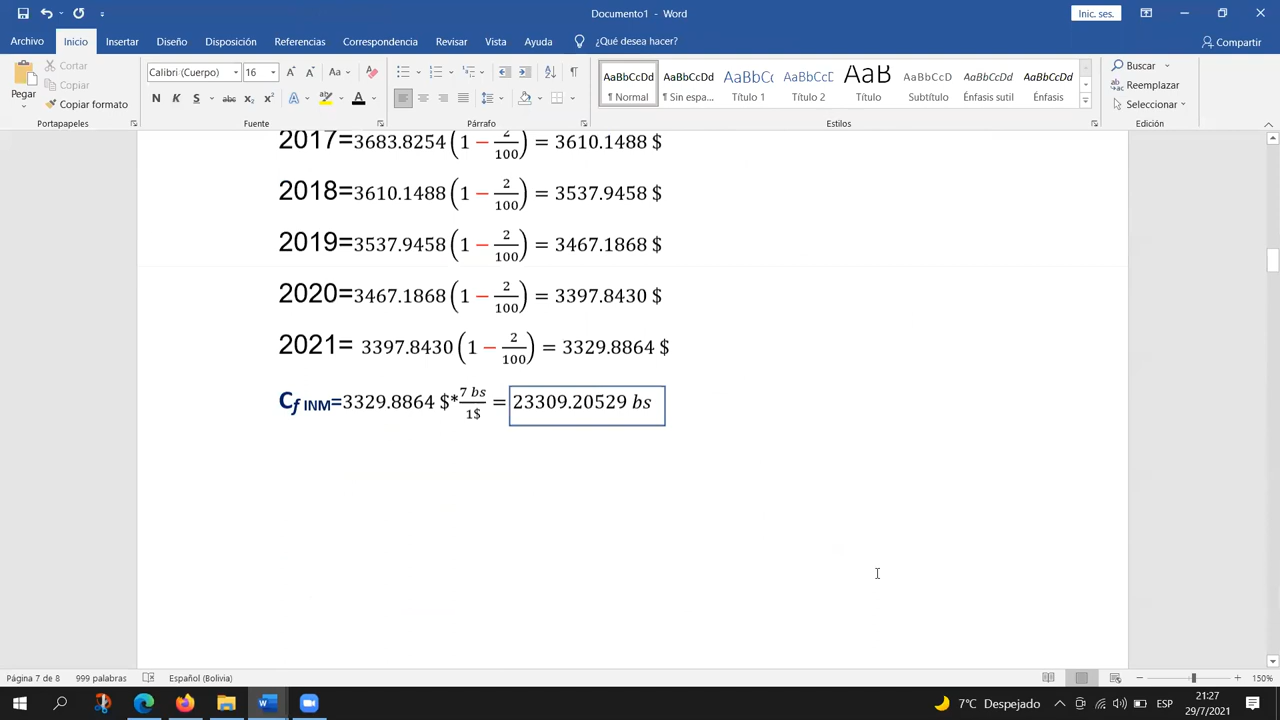 Documento1 - Word
Inic. ses.
Archivo Inicio Insertar Diseño Disposición Referencias Correspondencia Revisar Vista Ayuda ¿Qué desea hacer? Compartir
Pegar
Cortar
Copiar
Copiar formato
Portapapeles
Calibri (Cuerpo) 16 A A Aa
N K S abc x₂ x² A A
Fuente
Párrafo
AaBbCcDd AaBbCcDd AaBbCc AaBbCcD AaB AaBbCcD AaBbCcDd AaBbCcDd
¶ Normal ¶ Sin espa... Título 1 Título 2 Título Subtítulo Énfasis sutil Énfasis
Estilos
Buscar
Reemplazar
Seleccionar
Edición
2017=3683.8254(1 − 2/100) = 3610.1488 $
2018=3610.1488(1 − 2/100) = 3537.9458 $
2019=3537.9458(1 − 2/100) = 3467.1868 $
2020=3467.1868(1 − 2/100) = 3397.8430 $
2021= 3397.8430(1 − 2/100) = 3329.8864 $
Cf INM=3329.8864 $*7 bs/1$ = 23309.20529 bs
Página 7 de 8 999 palabras Español (Bolivia) 150%
7°C Despejado ESP 21:27
29/7/2021